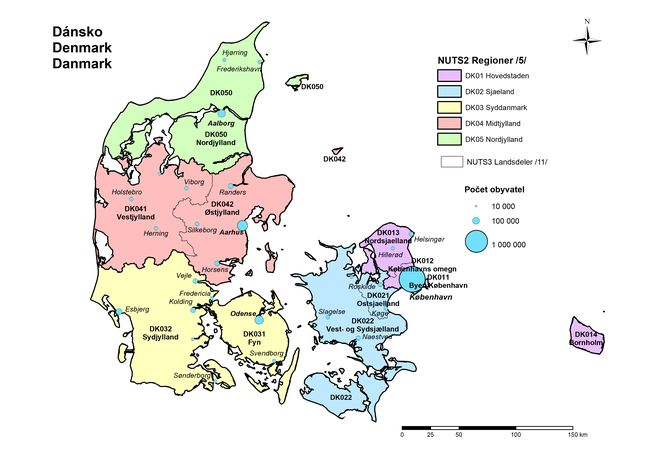 Dánsko
Denmark
Danmark
N
NUTS2 Regioner /5/
DK01 Hovedstaden
DK02 Sjaeland
DK03 Syddanmark
DK04 Midtjylland
DK05 Nordjylland
NUTS3 Landsdeler /11/
Počet obyvatel
10 000
100 000
1 000 000
Hjørring
Frederikshavn
DK050
DK050
Aalborg
DK050
Nordjylland
DK042
Viborg
Holstebro
Randers
DK041
Vestjylland
DK042
Østjylland
Silkeborg
Aarhus
Herning
Horsens
DK013
Nordsjaelland
Helsingør
Hillerød
DK012
Københavns omegn
DK011
Byen København
København
Roskilde
DK021
Østsjaelland
Køge
Vejle
Fredericia
Kolding
Esbjerg
Odense
DK032
Sydjylland
DK031
Fyn
Svendborg
Sønderborg
Slagelse
DK022
Vest- og Sydsjælland
Naestved
DK022
DK014
Bornholm
0 25 50 100 150 km